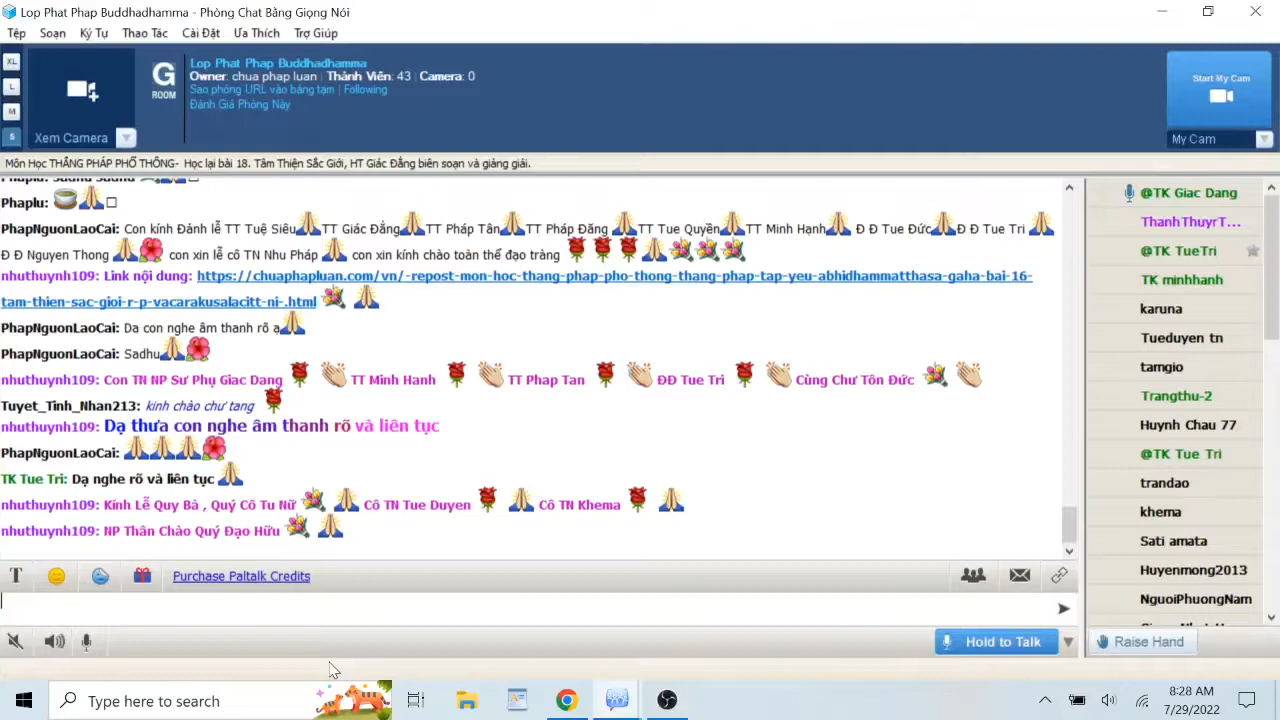 Lop Phat Phap Buddhadhamma - Phòng Chat Bằng Giọng Nói
Tệp Soạn Ký Tự Thao Tác Cài Đặt Ưa Thích Trợ Giúp
XL
L
M
S
Xem Camera
G
ROOM
Lop Phat Phap Buddhadhamma
Owner: chua phap luan | Thành Viên: 43 | Camera: 0
Sao phỏng URL vào bảng tạm | Following
Đánh Giá Phòng Này
Start My Cam
My Cam
Môn Học THẮNG PHÁP PHỔ THÔNG- Học lại bài 18. Tâm Thiện Sắc Giới, HT Giác Đẳng biên soạn và giảng giải.
Phaplu: Sadhu Sadhu
Phaplu:
PhapNguonLaoCai: Con kính Đảnh lễ TT Tuệ Siêu TT Giác Đẳng TT Pháp Tân TT Pháp Đăng TT Tue Quyền TT Minh Hạnh Đ Đ Tue Đức Đ Đ Tue Tri
Đ Đ Nguyen Thong con xin lễ cô TN Nhu Pháp con xin kính chào toàn thể đạo tràng
nhuthuynh109: Link nội dung: https://chuaphapluan.com/vn/-repost-mon-hoc-thang-phap-pho-thong-thang-phap-tap-yeu-abhidhammatthasa-gaha-bai-16-
tam-thien-sac-gioi-r-p-vacarakusalacitt-ni-.html
PhapNguonLaoCai: Da con nghe âm thanh rõ ạ
PhapNguonLaoCai: Sadhu
nhuthuynh109: Con TN NP Sư Phụ Giac Dang TT Minh Hanh TT Phap Tan ĐĐ Tue Tri Cùng Chư Tôn Đức
Tuyet_Tinh_Nhan213: kinh chào chư tang
nhuthuynh109: Dạ thưa con nghe âm thanh rõ và liên tục
PhapNguonLaoCai:
TK Tue Tri: Dạ nghe rõ và liên tục
nhuthuynh109: Kính Lễ Quy Bà , Quý Cô Tu Nữ Cô TN Tue Duyen Cô TN Khema
nhuthuynh109: NP Thân Chào Quý Đạo Hữu
@TK Giac Dang
ThanhThuyrT...
@TK TueTri
TK minhhanh
karuna
Tueduyen tn
tamgio
Trangthu-2
Huynh Chau 77
@TK Tue Tri
trandao
khema
Sati amata
Huyenmong2013
NguoiPhuongNam
T
Purchase Paltalk Credits
Hold to Talk
Raise Hand
Type here to search
8:28 AM
7/29/2022